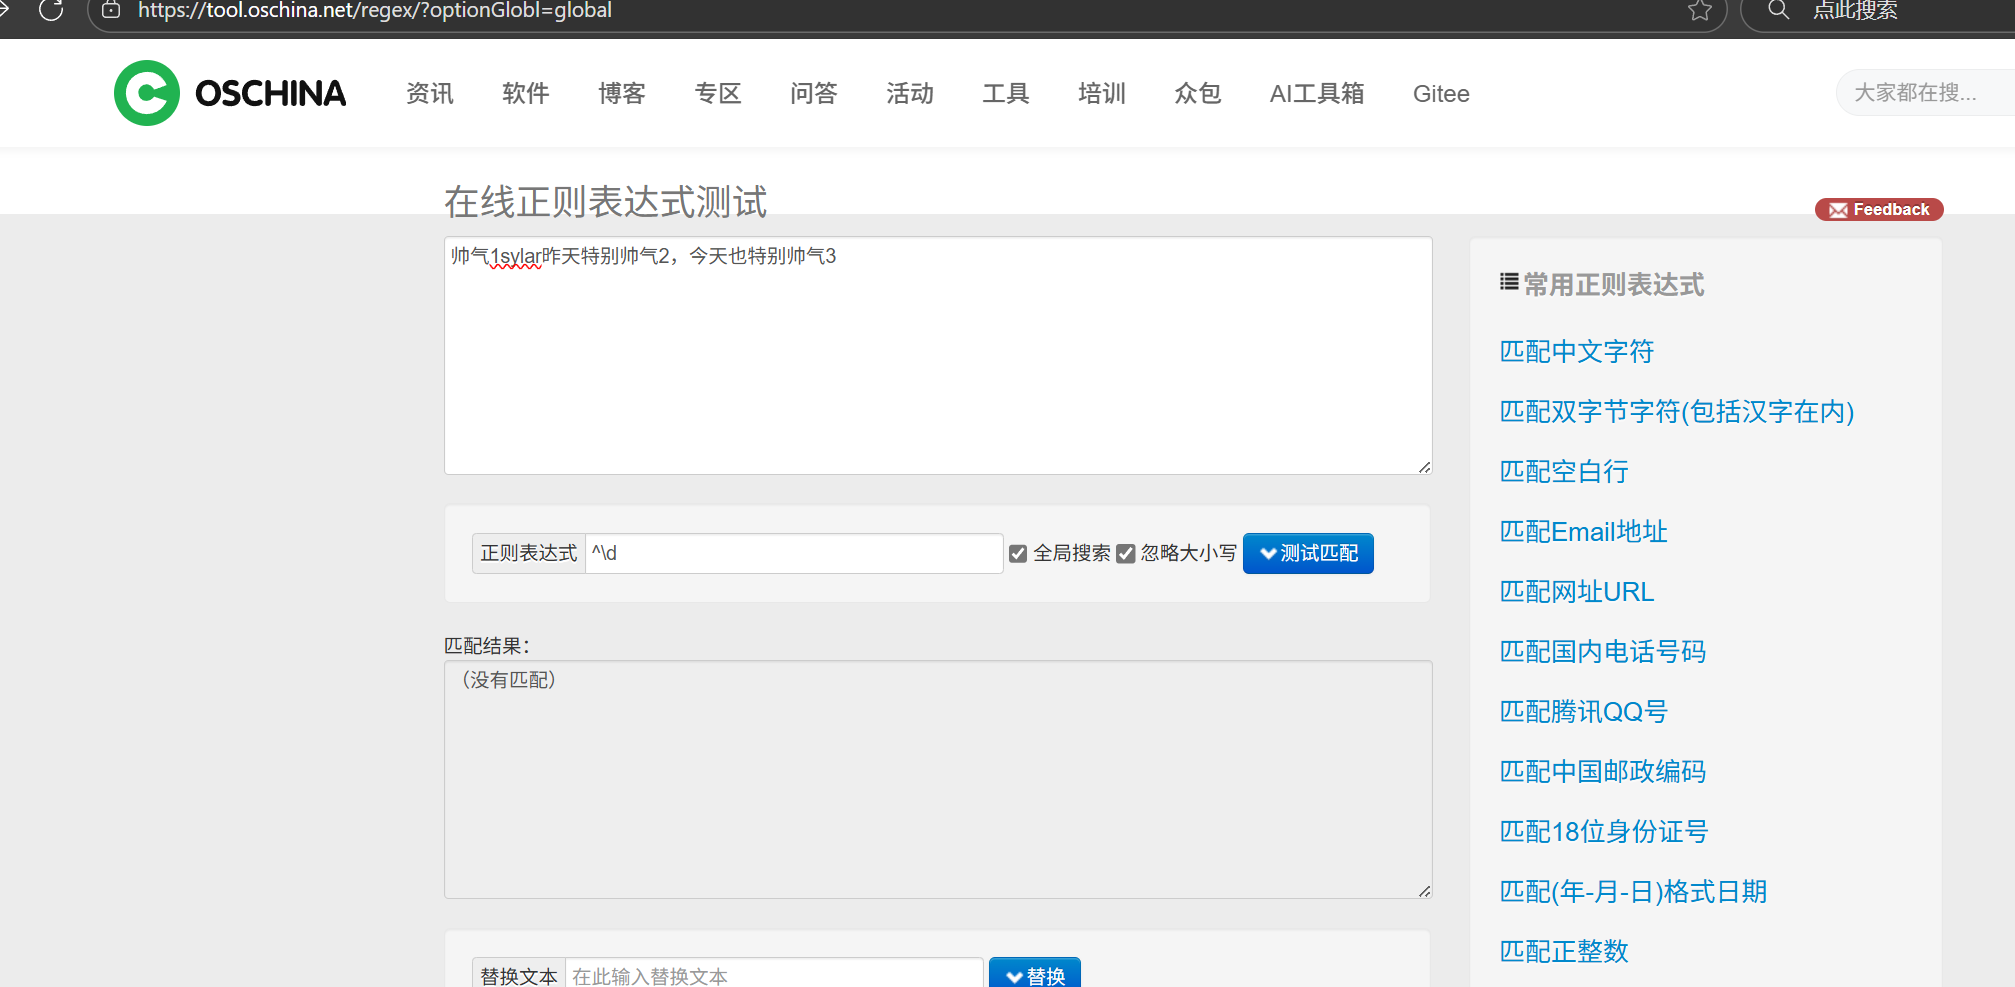 https://tool.oschina.net/regex/?optionGlobl=global
点此搜索
OSCHINA 资讯 软件 博客 专区 问答 活动 工具 培训 众包 AI工具箱 Gitee 大家都在搜...
在线正则表达式测试
Feedback
帅气1sylar昨天特别帅气2，今天也特别帅气3
正则表达式 ^\d 全局搜索 忽略大小写 测试匹配
匹配结果：
（没有匹配）
替换文本 在此输入替换文本 替换
常用正则表达式
匹配中文字符
匹配双字节字符(包括汉字在内)
匹配空白行
匹配Email地址
匹配网址URL
匹配国内电话号码
匹配腾讯QQ号
匹配中国邮政编码
匹配18位身份证号
匹配(年-月-日)格式日期
匹配正整数